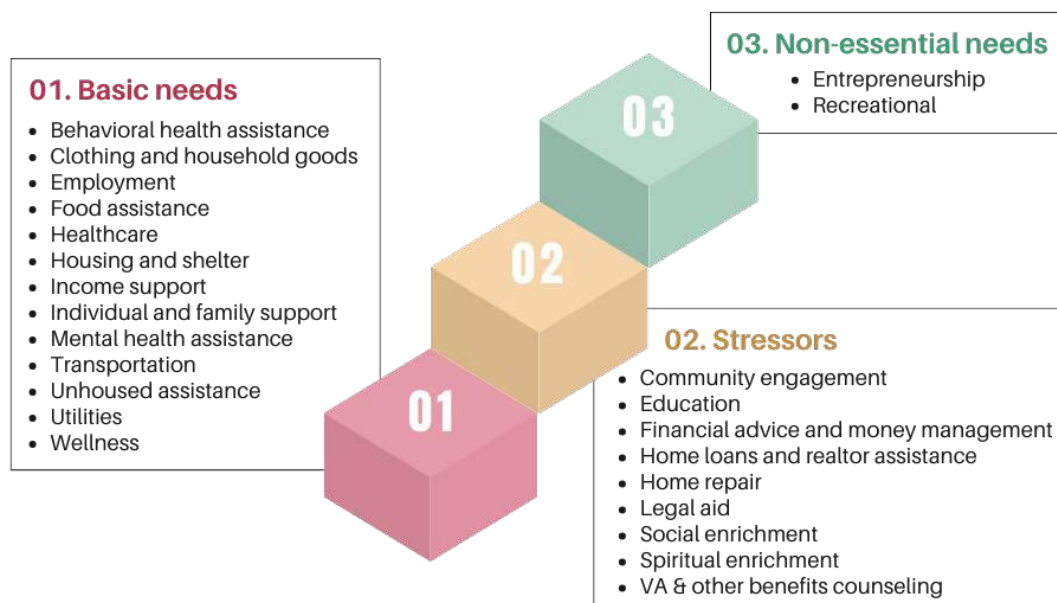 01. Basic needs
Behavioral health assistance
Clothing and household goods
Employment
Food assistance
Healthcare
Housing and shelter
Income support
Individual and family support
Mental health assistance
Transportation
Unhoused assistance
Utilities
Wellness
03. Non-essential needs
Entrepreneurship
Recreational
03
02
01
02. Stressors
Community engagement
Education
Financial advice and money management
Home loans and realtor assistance
Home repair
Legal aid
Social enrichment
Spiritual enrichment
VA & other benefits counseling